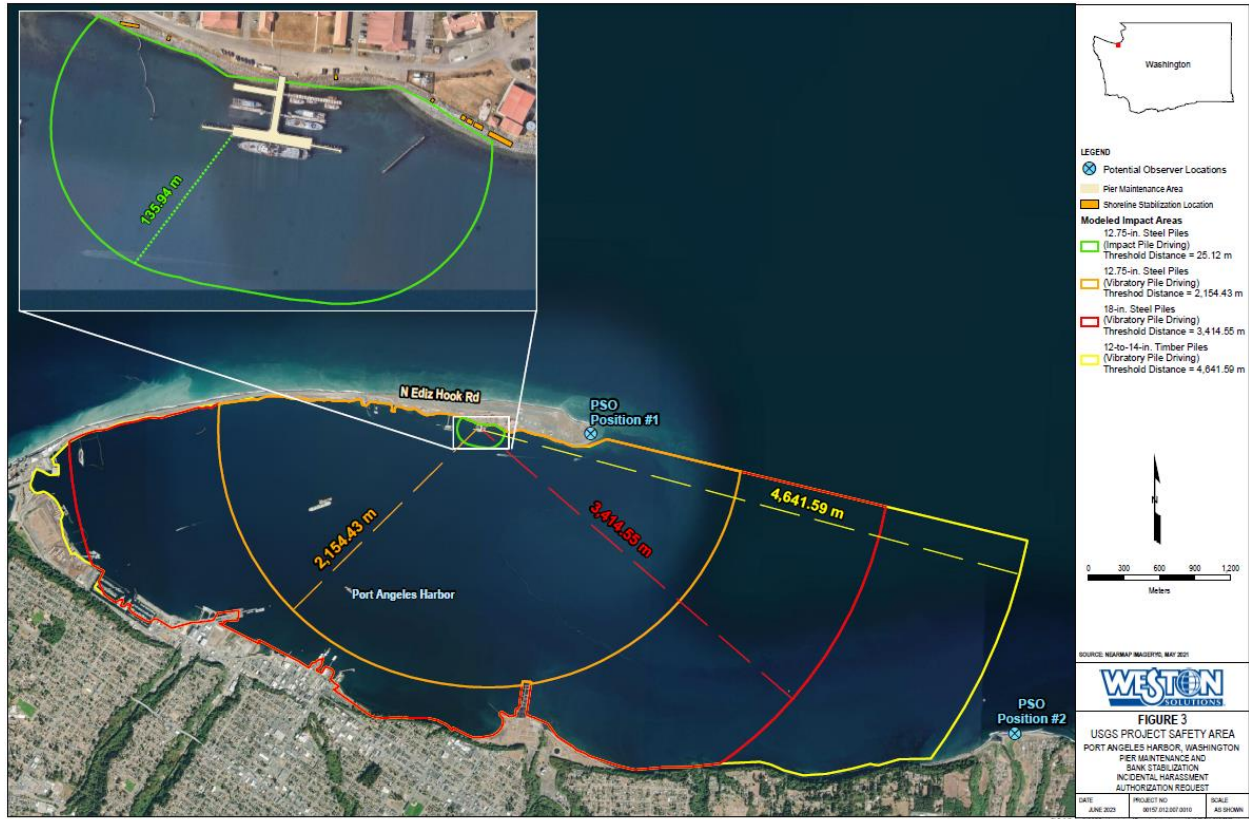 135.94 m
N Ediz Hook Rd
PSO
Position #1
2,154.43 m
3,414.55 m
4,641.59 m
Port Angeles Harbor
PSO
Position #2
Washington
LEGEND
Potential Observer Locations
Pier Maintenance Area
Shoreline Stabilization Location
Modeled Impact Areas
12.75-in. Steel Piles
(Impact Pile Driving)
Threshold Distance = 25.12 m
12.75-in. Steel Piles
(Vibratory Pile Driving)
Threshod Distance = 2,154.43 m
18-in. Steel Piles
(Vibratory Pile Driving)
Threshold Distance = 3,414.55 m
12-to-14-in. Timber Piles
(Vibratory Pile Driving)
Threshold Distance = 4,641.59 m
N
0 300 600 900 1,200
Meters
SOURCE: NEARMAP IMAGERYC, MAY 2021
WESTON
SOLUTIONS
FIGURE 3
USGS PROJECT SAFETY AREA
PORT ANGELES HARBOR, WASHINGTON
PIER MAINTENANCE AND
BANK STABILIZATION
INCIDENTAL HARASSMENT
AUTHORIZATION REQUEST
DATE PROJECT NO SCALE
JUNE 2023 00157.012.007.0010 AS SHOWN